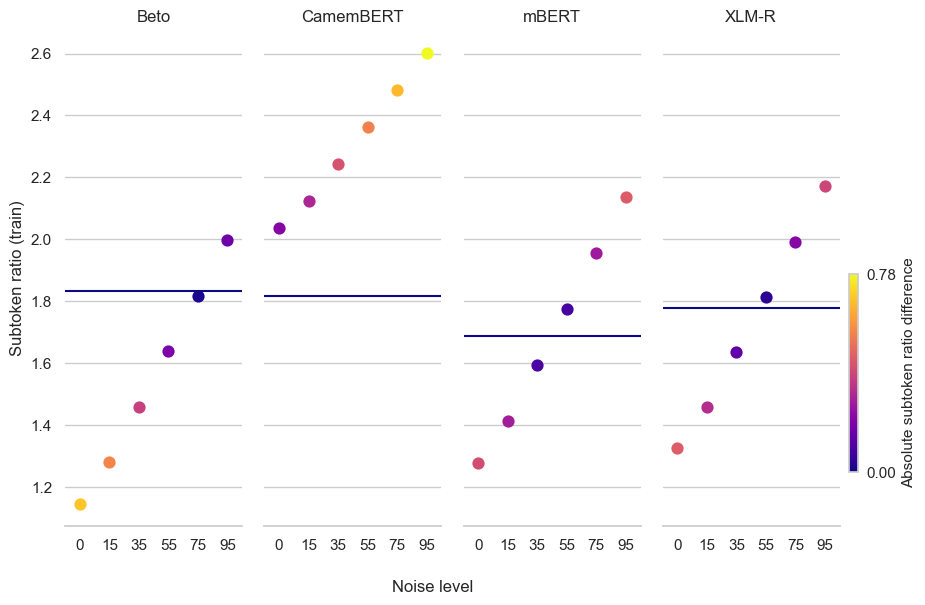 Beto CamemBERT mBERT XLM-R
Subtoken ratio (train)
2.6
2.4
2.2
2.0
1.8
1.6
1.4
1.2
0 15 35 55 75 95 0 15 35 55 75 95 0 15 35 55 75 95 0 15 35 55 75 95
Noise level
0.78
0.00
Absolute subtoken ratio difference